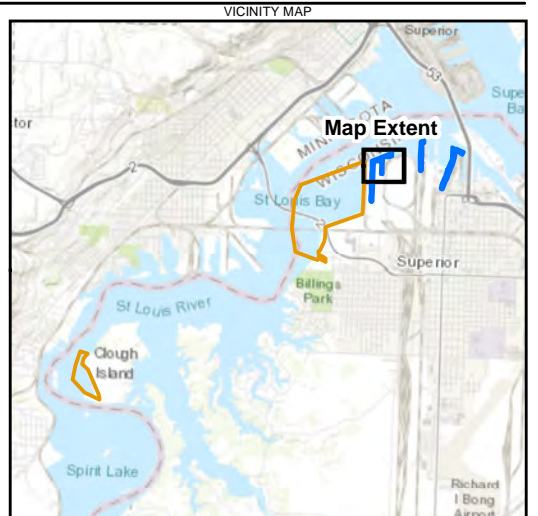 VICINITY MAP
Superior
53
Supe
Ba
tor
MINNESOTA
Map Extent
WISCONSIN
2
St Louis Bay
2
Superior
Billings
Park
St Louis River
Clough
Island
Spirit Lake
Richard
I Bong
Airport